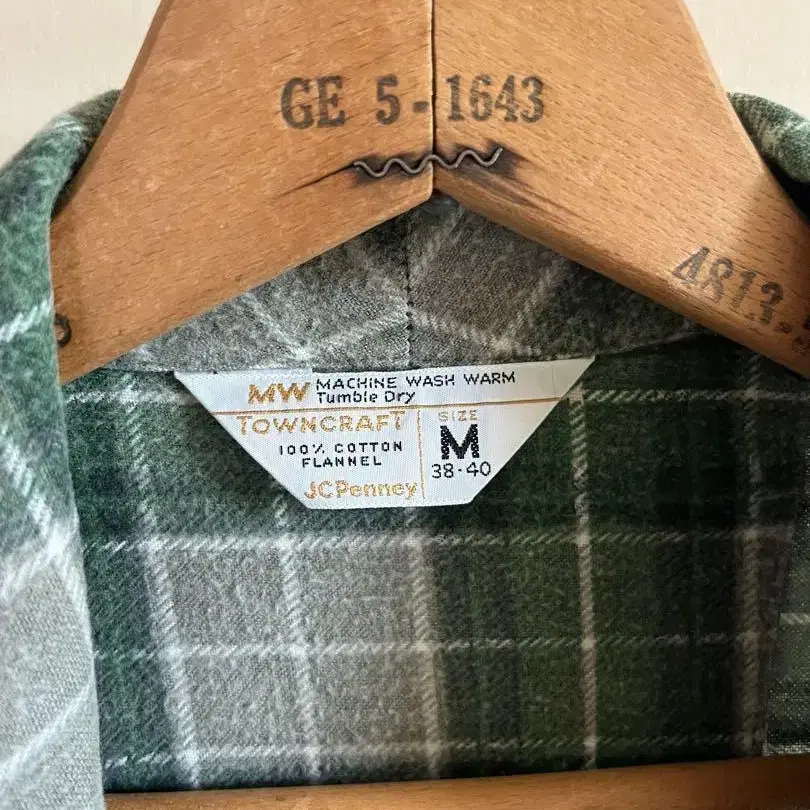 GE 5-1643
4813
MW MACHINE WASH WARM
Tumble Dry
TOWNCRAFT
100% COTTON
FLANNEL
JCPenney
SIZE
M
38-40